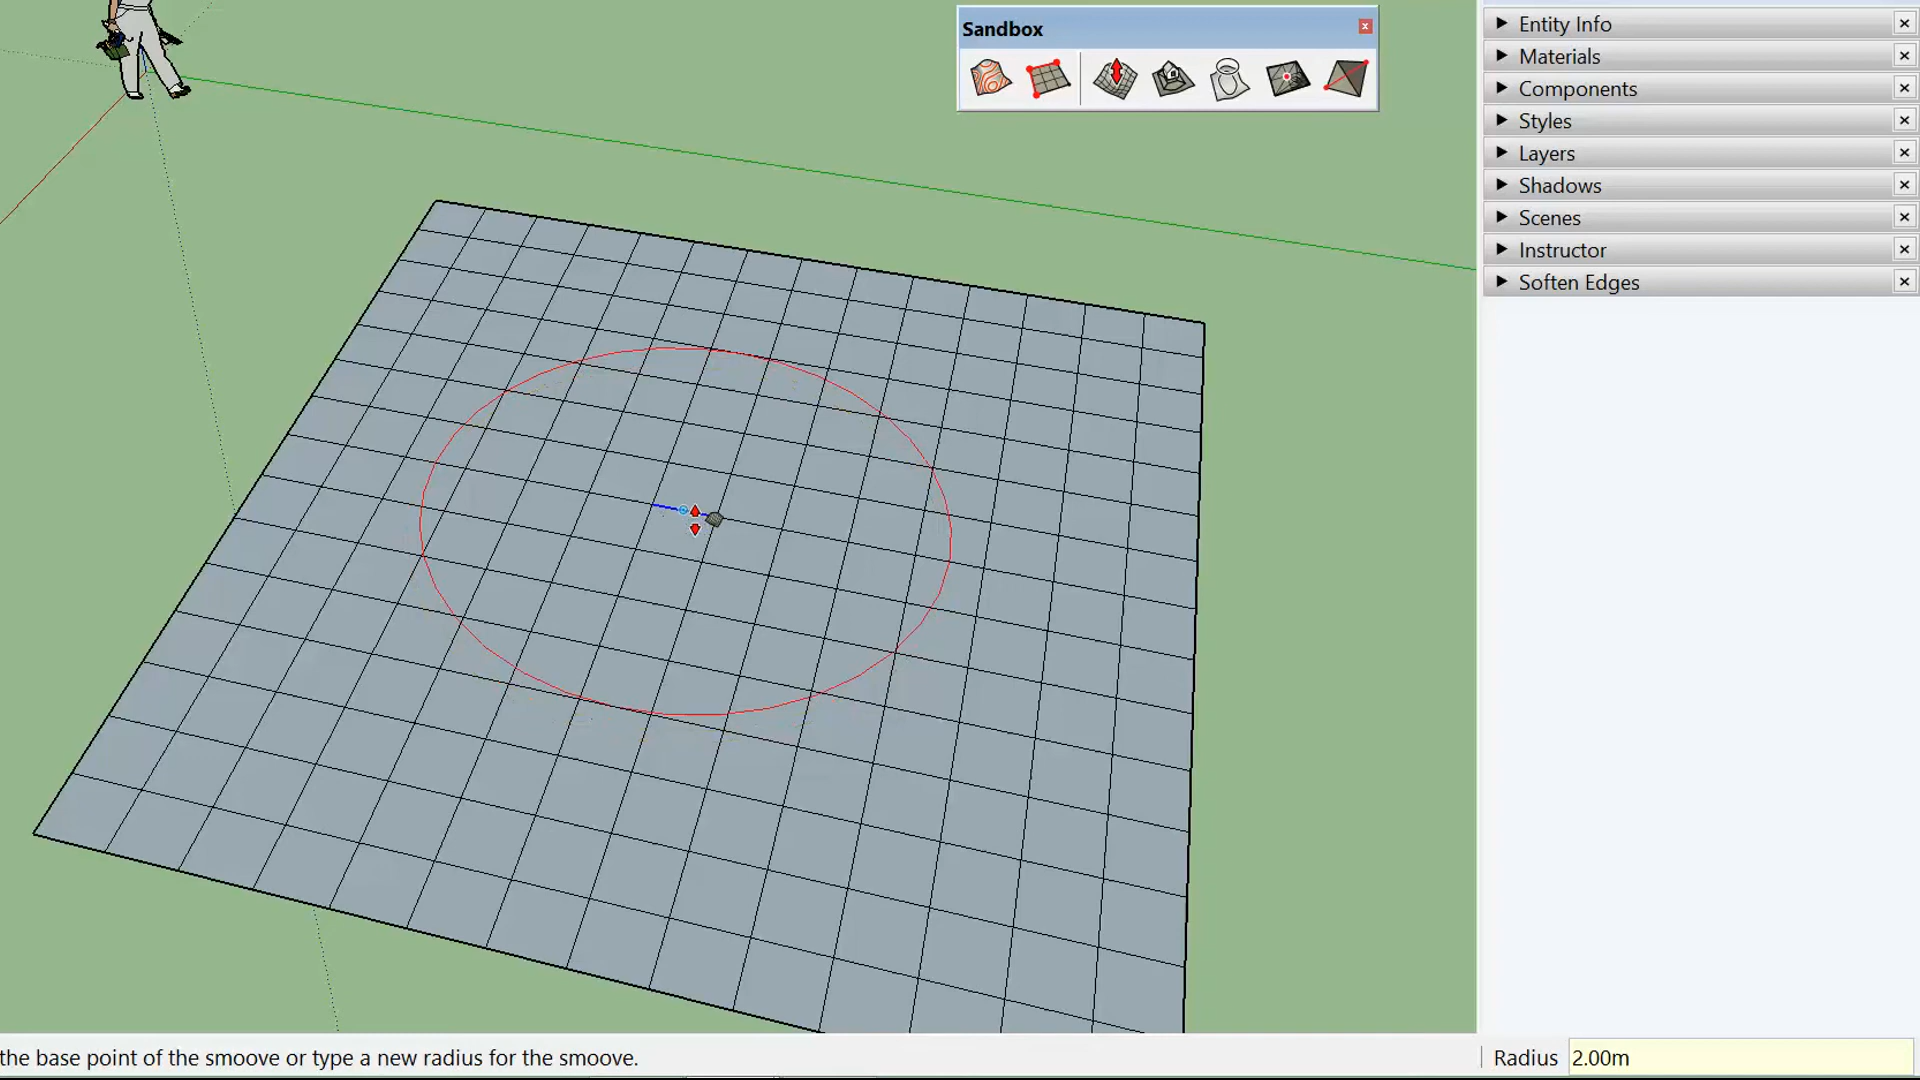 Sandbox
Entity Info
Materials
Components
Styles
Layers
Shadows
Scenes
Instructor
Soften Edges
the base point of the smoove or type a new radius for the smoove.
Radius 2.00m